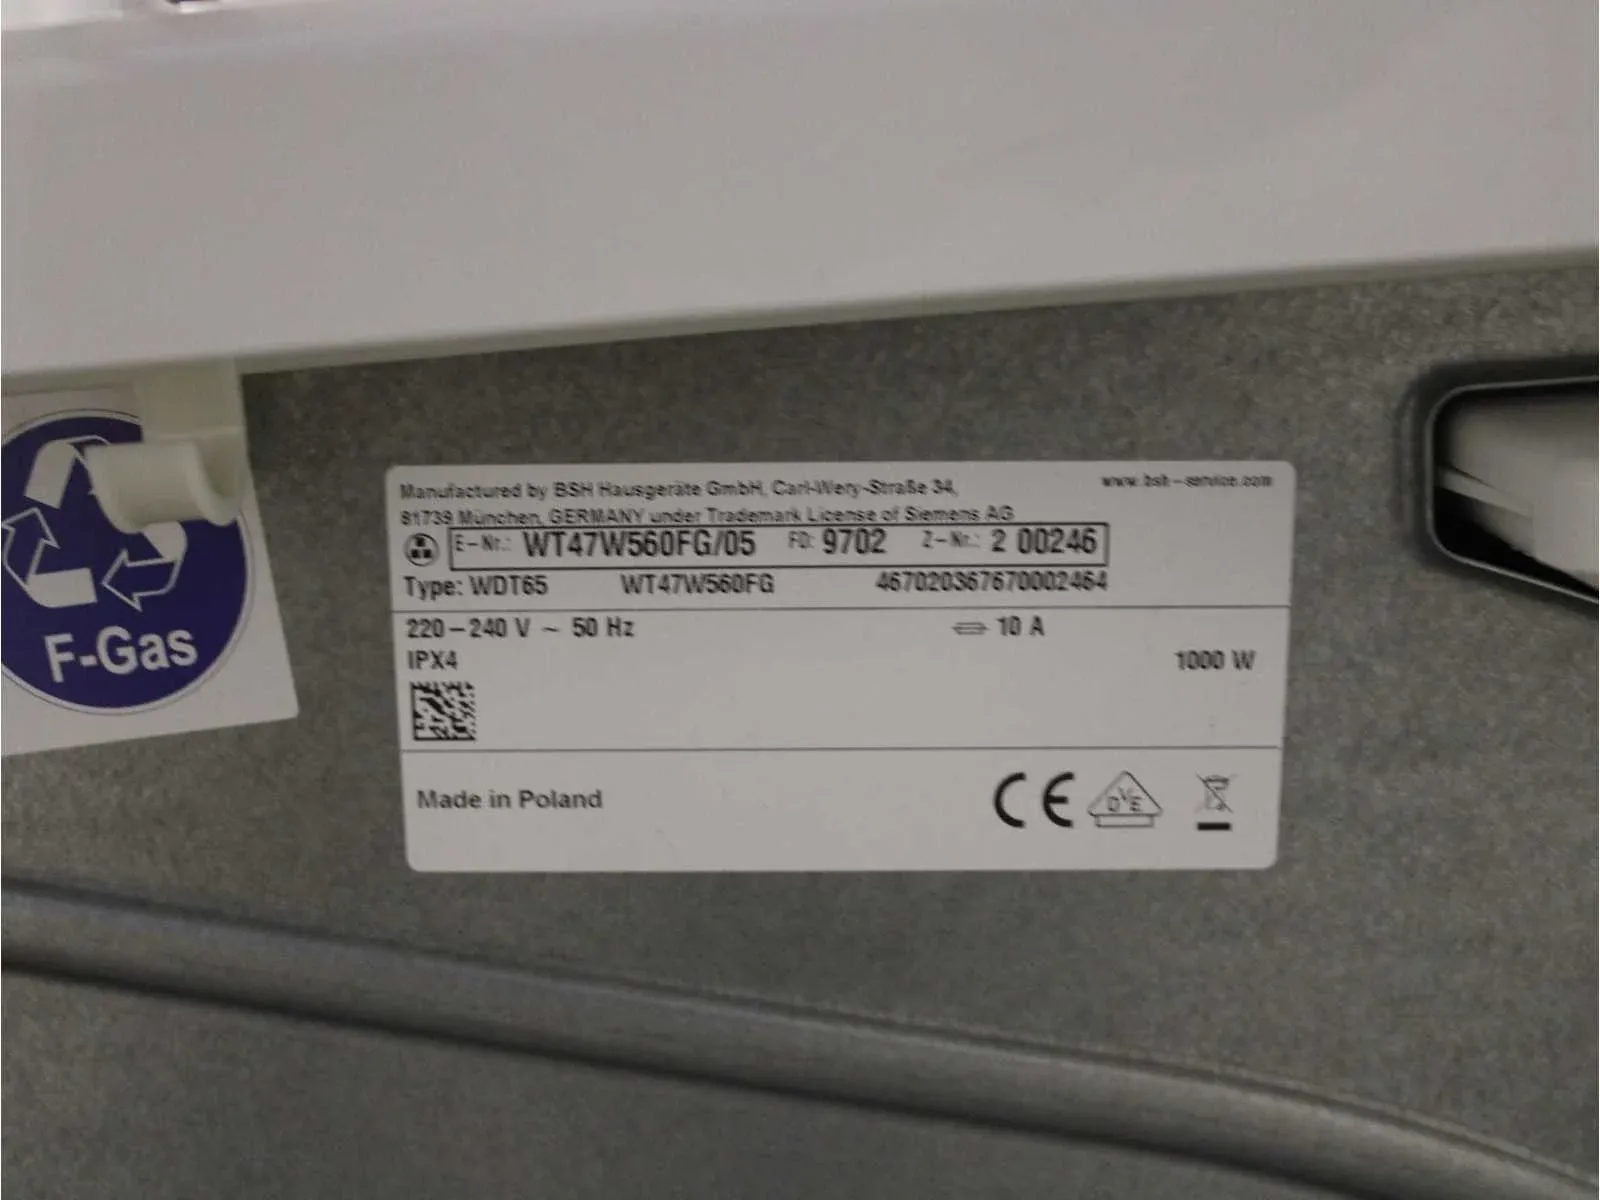 Manufactured by BSH Hausgeräte GmbH, Carl-Wery-Straße 34,
www.bsh-service.com
81739 München, GERMANY under Trademark License of Siemens AG
E-Nr.: WT47W560FG/05 FD: 9702 Z-Nr.: 2 00246
Type: WDT65 WT47W560FG 467020367670002464
220-240 V ~ 50 Hz 10 A
IPX4 1000 W
Made in Poland CE DVE
F-Gas